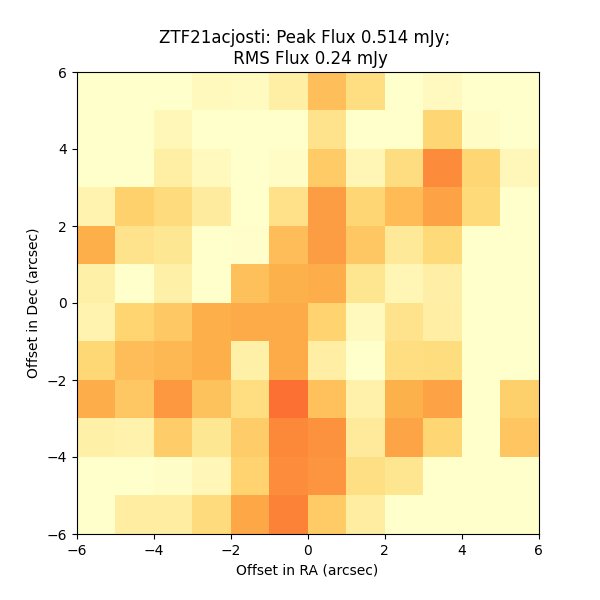 ZTF21acjosti: Peak Flux 0.514 mJy;
RMS Flux 0.24 mJy
6
4
2
0
−2
−4
−6
Offset in Dec (arcsec)
−6 −4 −2 0 2 4 6
Offset in RA (arcsec)